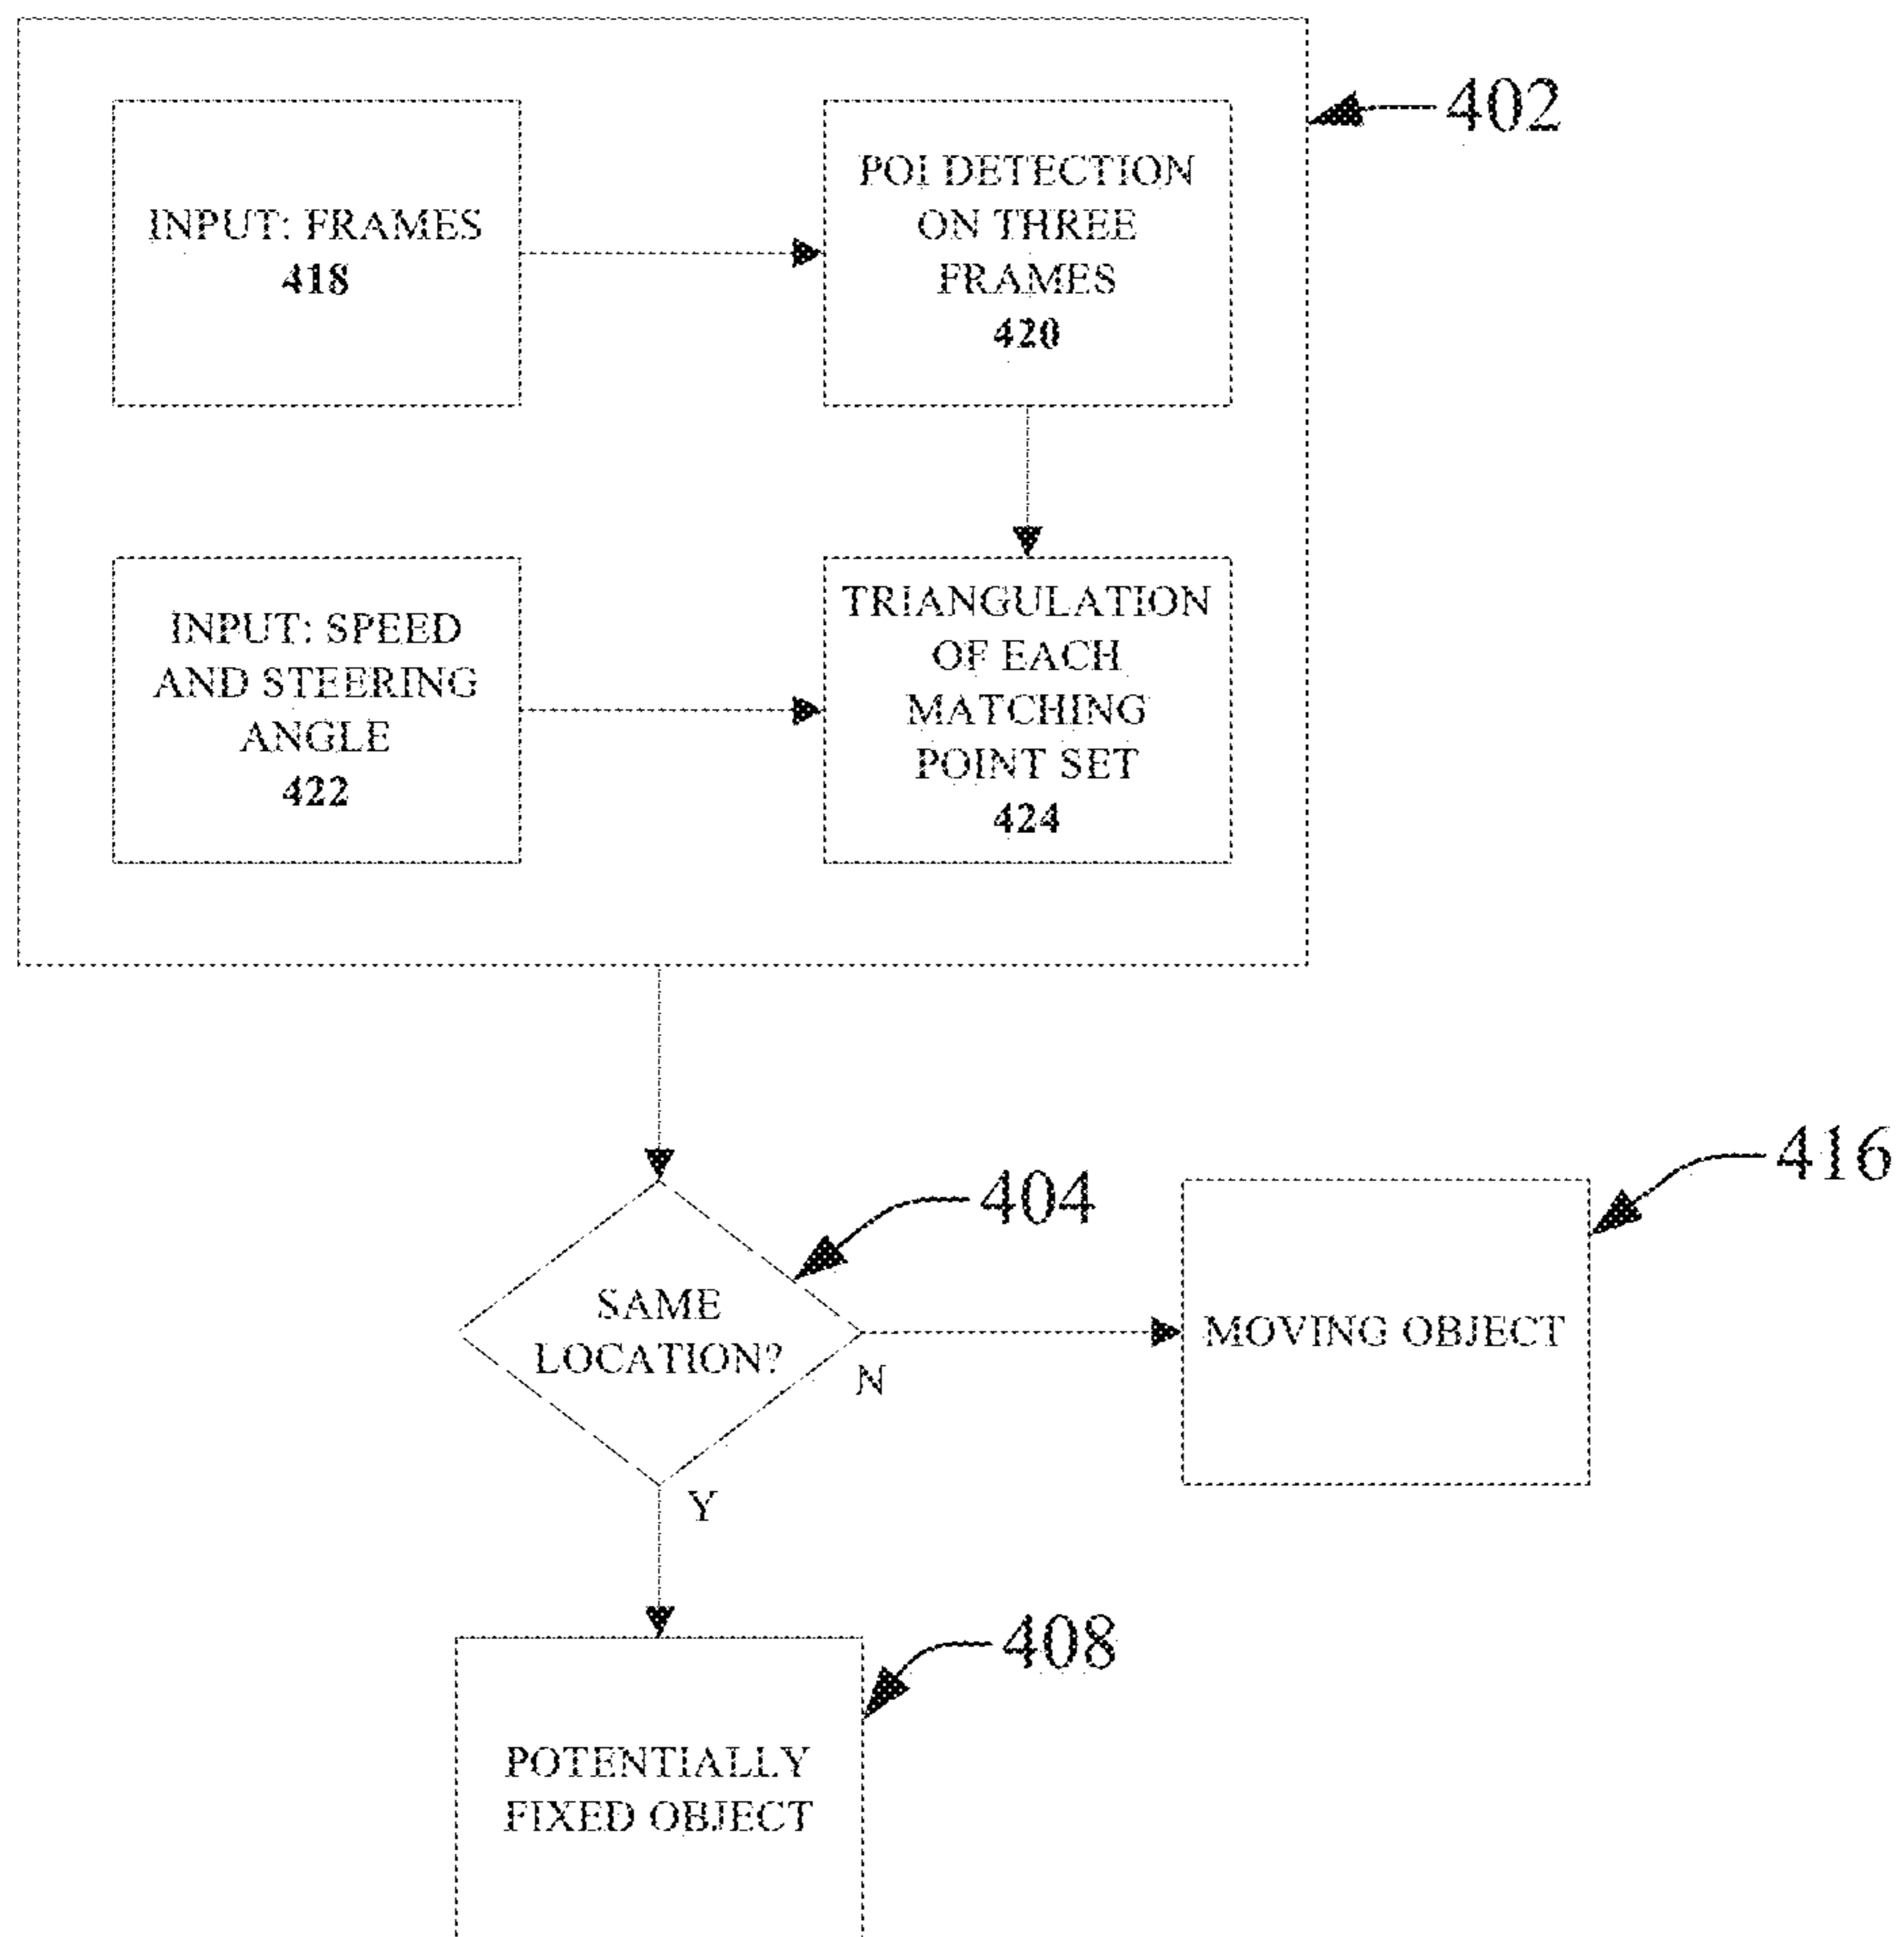 402
INPUT: FRAMES
418
POI DETECTION
ON THREE
FRAMES
420
INPUT: SPEED
AND STEERING
ANGLE
422
TRIANGULATION
OF EACH
MATCHING
POINT SET
424
404
416
SAME
LOCATION?
N
MOVING OBJECT
Y
408
POTENTIALLY
FIXED OBJECT